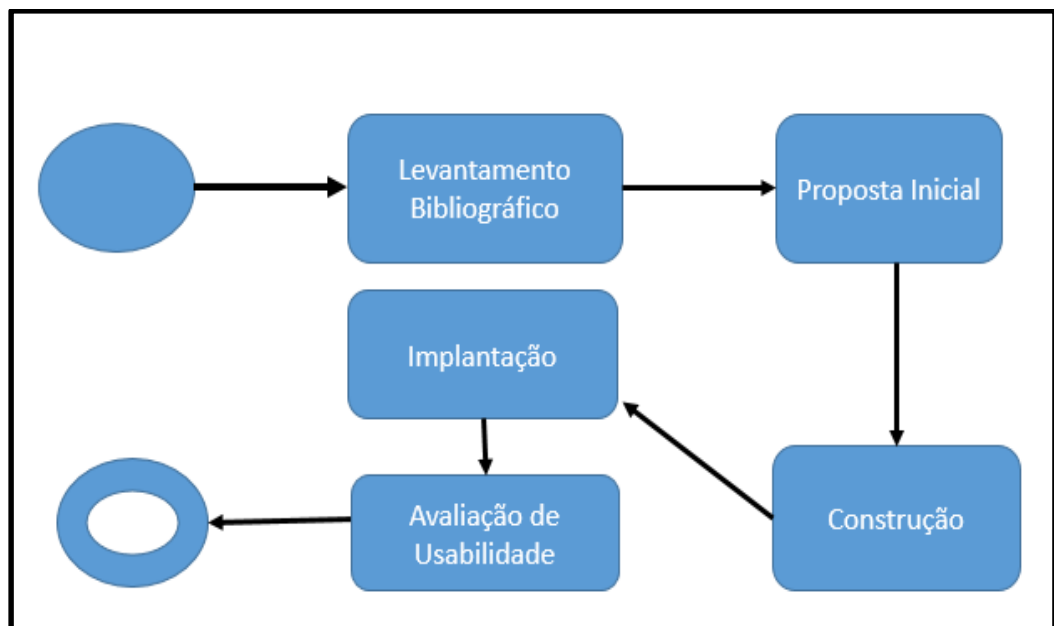 Levantamento
Bibliográfico
Proposta Inicial
Implantação
Avaliação de
Usabilidade
Construção